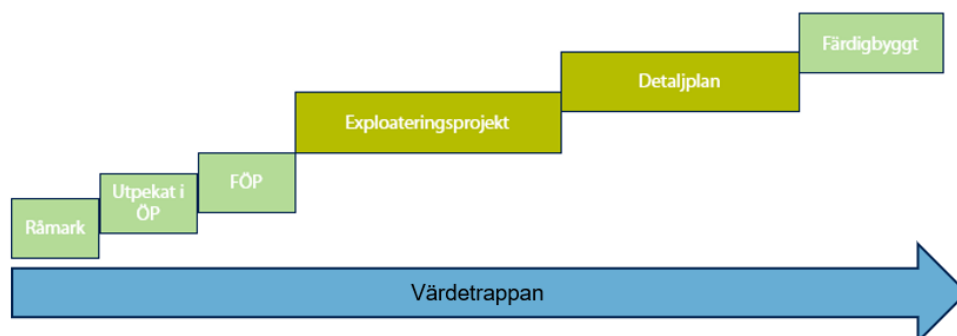 Råmark
Utpekat i
ÖP
FÖP
Exploateringsprojekt
Detaljplan
Färdigbyggt
Värdetrappan